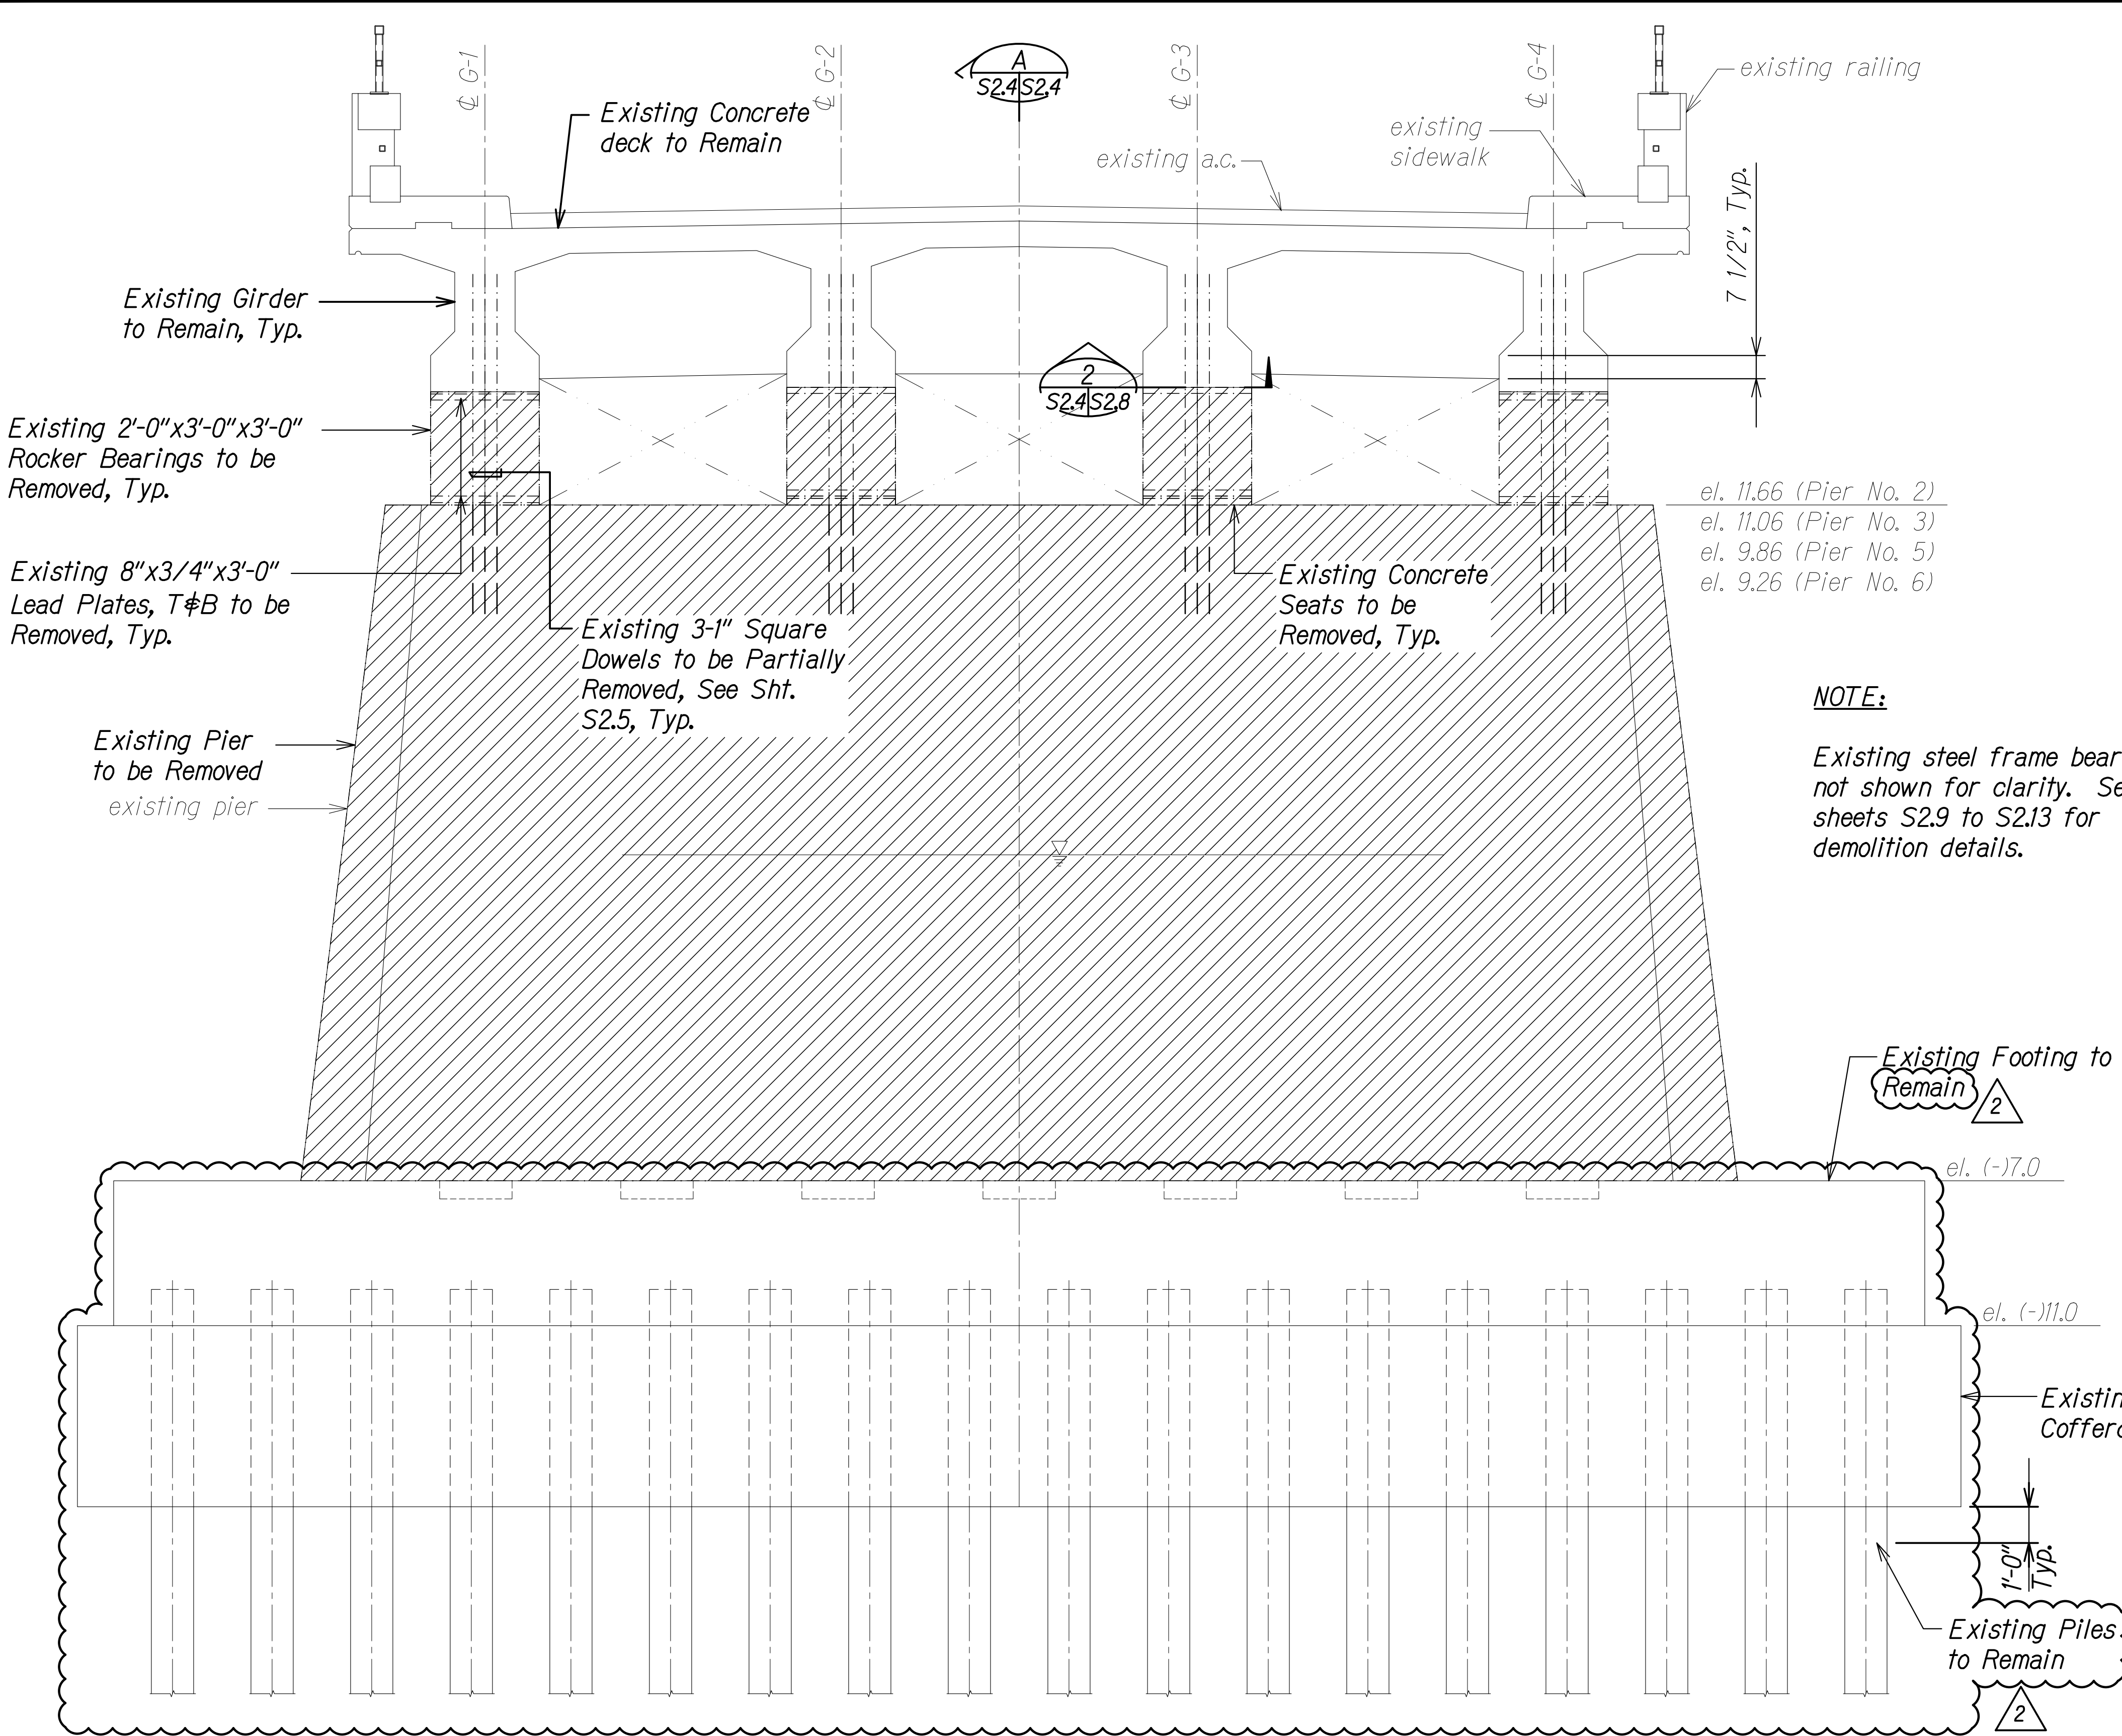 ℄ G-1
℄ G-2
A
S2.4 S2.4
℄ G-3
℄ G-4
existing railing
Existing Concrete
deck to Remain
existing a.c.
existing
sidewalk
7 1/2", Typ.
Existing Girder
to Remain, Typ.
2
S2.4 S2.8
Existing 2'-0"x3'-0"x3'-0"
Rocker Bearings to be
Removed, Typ.
el. 11.66 (Pier No. 2)
el. 11.06 (Pier No. 3)
el. 9.86 (Pier No. 5)
el. 9.26 (Pier No. 6)
Existing 8"x3/4"x3'-0"
Lead Plates, T&B to be
Removed, Typ.
Existing 3-1" Square
Dowels to be Partially
Removed, See Sht.
S2.5, Typ.
Existing Concrete
Seats to be
Removed, Typ.
Existing Pier
to be Removed
existing pier
NOTE:
Existing steel frame bear
not shown for clarity. Se
sheets S2.9 to S2.13 for
demolition details.
Existing Footing to
Remain
2
el. (-)7.0
el. (-)11.0
Existin
Coffer
1'-0"
Typ.
Existing Piles
to Remain
2